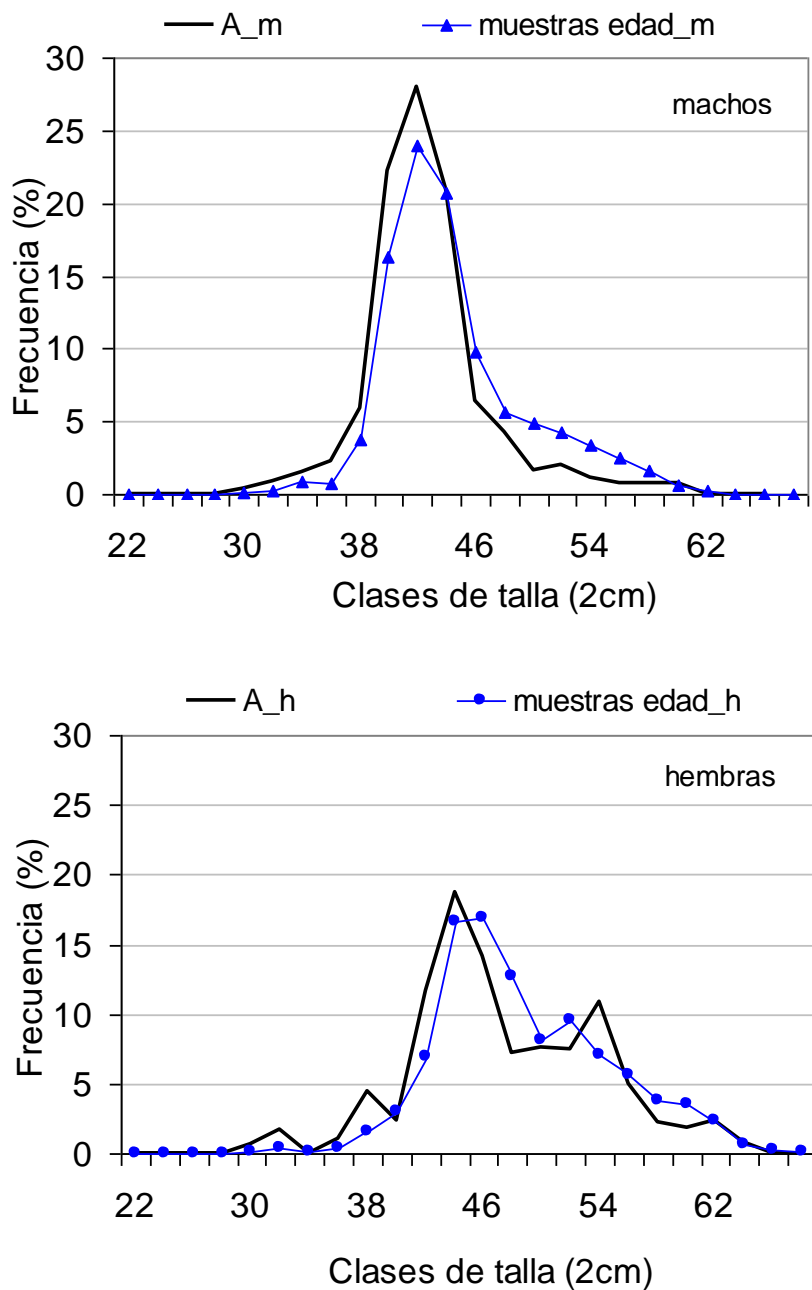 A_m muestras edad_m
machos
Frecuencia (%)
30
25
20
15
10
5
0
22 30 38 46 54 62
Clases de talla (2cm)
A_h muestras edad_h
hembras
Frecuencia (%)
30
25
20
15
10
5
0
22 30 38 46 54 62
Clases de talla (2cm)